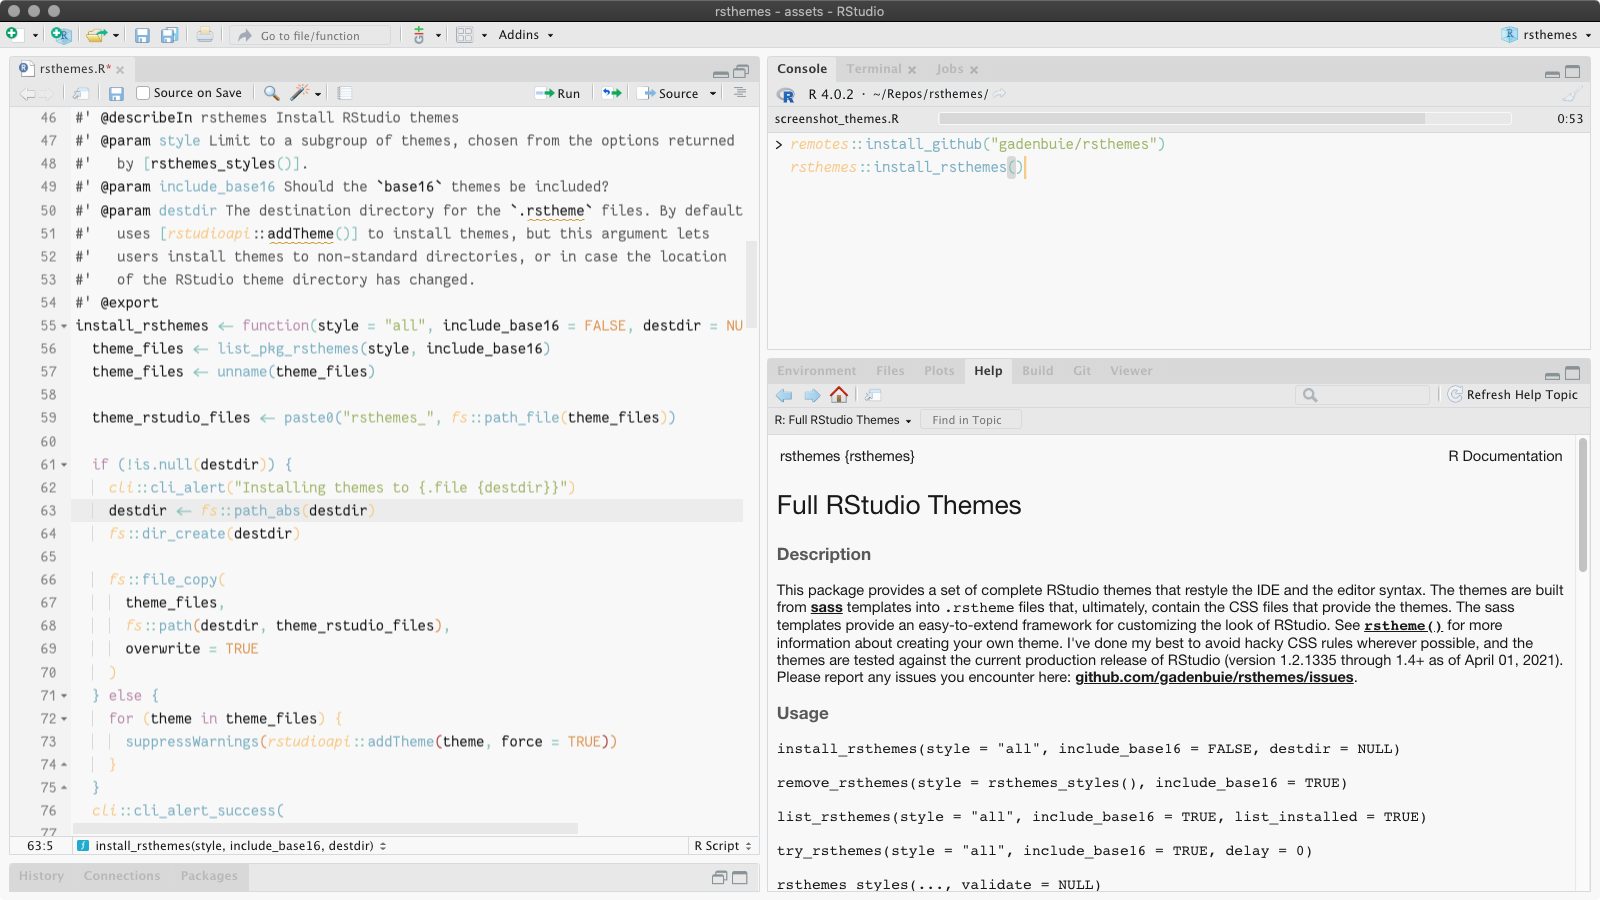 rsthemes - assets - RStudio
Go to file/function
Addins
rsthemes
rsthemes.R*
Source on Save
Run
Source
46 #' @describeIn rsthemes Install RStudio themes
47 #' @param style Limit to a subgroup of themes, chosen from the options returned
48 #'   by [rsthemes_styles()].
49 #' @param include_base16 Should the `base16` themes be included?
50 #' @param destdir The destination directory for the `.rstheme` files. By default
51 #'   uses [rstudioapi::addTheme()] to install themes, but this argument lets
52 #'   users install themes to non-standard directories, or in case the location
53 #'   of the RStudio theme directory has changed.
54 #' @export
55 install_rsthemes <- function(style = "all", include_base16 = FALSE, destdir = NU
56   theme_files <- list_pkg_rsthemes(style, include_base16)
57   theme_files <- unname(theme_files)
58
59   theme_rstudio_files <- paste0("rsthemes_", fs::path_file(theme_files))
60
61   if (!is.null(destdir)) {
62     cli::cli_alert("Installing themes to {.file {destdir}}")
63     destdir <- fs::path_abs(destdir)
64     fs::dir_create(destdir)
65
66     fs::file_copy(
67       theme_files,
68       fs::path(destdir, theme_rstudio_files),
69       overwrite = TRUE
70     )
71   } else {
72     for (theme in theme_files) {
73       suppressWarnings(rstudioapi::addTheme(theme, force = TRUE))
74     }
75   }
76   cli::cli_alert_success(
77
63:5 install_rsthemes(style, include_base16, destdir)
R Script
History Connections Packages
Console Terminal Jobs
R 4.0.2 · ~/Repos/rsthemes/
screenshot_themes.R 0:53
> remotes::install_github("gadenbuie/rsthemes")
rsthemes::install_rsthemes()
Environment Files Plots Help Build Git Viewer
Refresh Help Topic
R: Full RStudio Themes Find in Topic
rsthemes {rsthemes} R Documentation
Full RStudio Themes
Description
This package provides a set of complete RStudio themes that restyle the IDE and the editor syntax. The themes are built
from sass templates into .rstheme files that, ultimately, contain the CSS files that provide the themes. The sass
templates provide an easy-to-extend framework for customizing the look of RStudio. See rstheme() for more
information about creating your own theme. I've done my best to avoid hacky CSS rules wherever possible, and the
themes are tested against the current production release of RStudio (version 1.2.1335 through 1.4+ as of April 01, 2021).
Please report any issues you encounter here: github.com/gadenbuie/rsthemes/issues.
Usage
install_rsthemes(style = "all", include_base16 = FALSE, destdir = NULL)
remove_rsthemes(style = rsthemes_styles(), include_base16 = TRUE)
list_rsthemes(style = "all", include_base16 = TRUE, list_installed = TRUE)
try_rsthemes(style = "all", include_base16 = TRUE, delay = 0)
rsthemes_styles(..., validate = NULL)